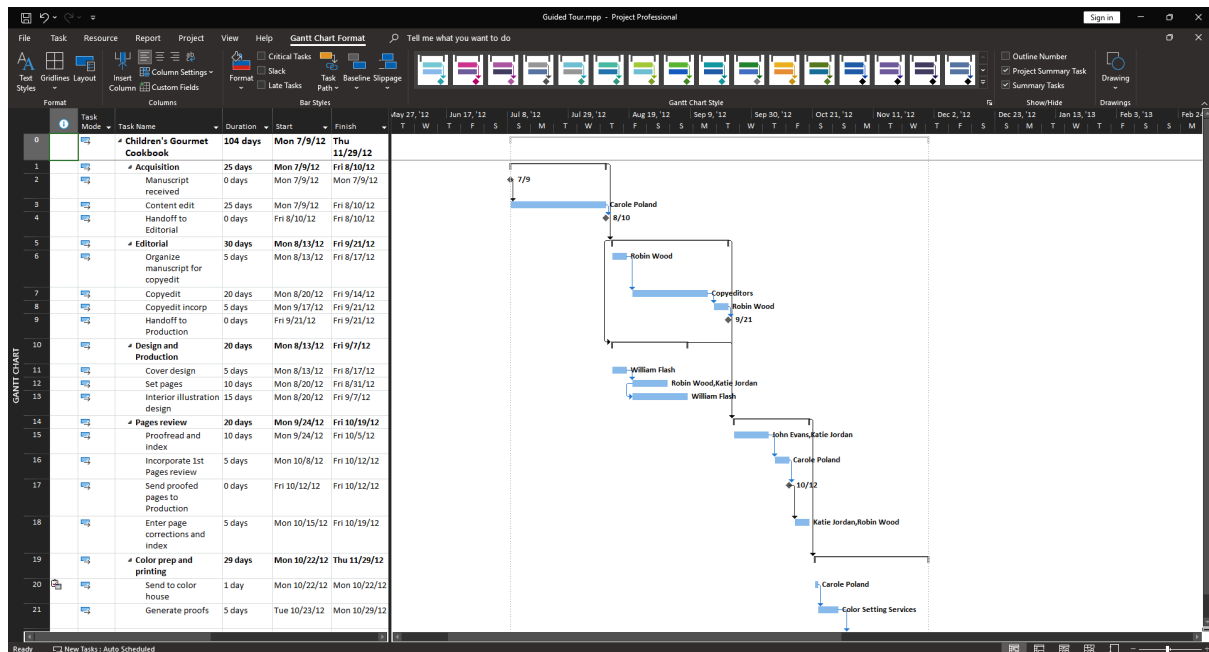 Guided Tour.mpp - Project Professional
Sign in
File Task Resource Report Project View Help Gantt Chart Format Tell me what you want to do
Text Styles
Gridlines
Layout
Format
Insert Column
Column Settings
Custom Fields
Columns
Format
Critical Tasks
Slack
Late Tasks
Task Path
Baseline
Slippage
Bar Styles
Gantt Chart Style
Outline Number
Project Summary Task
Summary Tasks
Show/Hide
Drawing
Drawings
Task Mode Task Name Duration Start Finish
May 27, '12 Jun 17, '12 Jul 8, '12 Jul 29, '12 Aug 19, '12 Sep 9, '12 Sep 30, '12 Oct 21, '12 Nov 11, '12 Dec 2, '12 Dec 23, '12 Jan 13, '13 Feb 3, '13 Feb 24
T W T F S S M T W T F S S M T W T F S S M T W T F S S M T W T F S S M T W T F S S M
0 Children's Gourmet Cookbook 104 days Mon 7/9/12 Thu 11/29/12
1 Acquisition 25 days Mon 7/9/12 Fri 8/10/12
2 Manuscript received 0 days Mon 7/9/12 Mon 7/9/12 7/9
3 Content edit 25 days Mon 7/9/12 Fri 8/10/12 Carole Poland
4 Handoff to Editorial 0 days Fri 8/10/12 Fri 8/10/12 8/10
5 Editorial 30 days Mon 8/13/12 Fri 9/21/12
6 Organize manuscript for copyedit 5 days Mon 8/13/12 Fri 8/17/12 Robin Wood
7 Copyedit 20 days Mon 8/20/12 Fri 9/14/12 Copyeditors
8 Copyedit incorp 5 days Mon 9/17/12 Fri 9/21/12 Robin Wood
9 Handoff to Production 0 days Fri 9/21/12 Fri 9/21/12 9/21
10 Design and Production 20 days Mon 8/13/12 Fri 9/7/12
11 Cover design 5 days Mon 8/13/12 Fri 8/17/12 William Flash
12 Set pages 10 days Mon 8/20/12 Fri 8/31/12 Robin Wood,Katie Jordan
13 Interior illustration design 15 days Mon 8/20/12 Fri 9/7/12 William Flash
14 Pages review 20 days Mon 9/24/12 Fri 10/19/12
15 Proofread and index 10 days Mon 9/24/12 Fri 10/5/12 John Evans,Katie Jordan
16 Incorporate 1st Pages review 5 days Mon 10/8/12 Fri 10/12/12 Carole Poland
17 Send proofed pages to Production 0 days Fri 10/12/12 Fri 10/12/12 10/12
18 Enter page corrections and index 5 days Mon 10/15/12 Fri 10/19/12 Katie Jordan,Robin Wood
19 Color prep and printing 29 days Mon 10/22/12 Thu 11/29/12
20 Send to color house 1 day Mon 10/22/12 Mon 10/22/12 Carole Poland
21 Generate proofs 5 days Tue 10/23/12 Mon 10/29/12 Color Setting Services
GANTT CHART
Ready New Tasks : Auto Scheduled